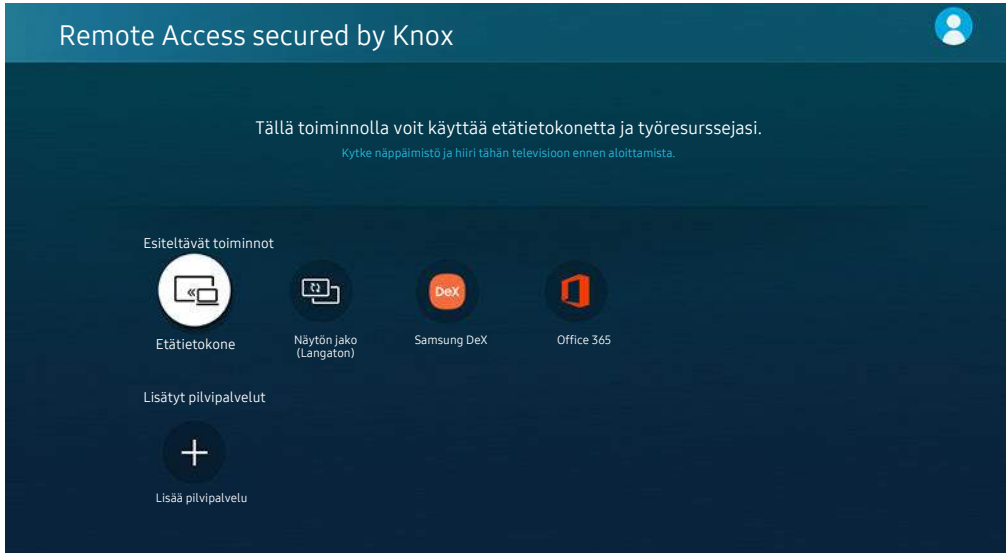 Remote Access secured by Knox
Tällä toiminnolla voit käyttää etätietokonetta ja työresurssejasi.
Kytke näppäimistö ja hiiri tähän televisioon ennen aloittamista.
Esiteltävät toiminnot
DeX
Etätietokone
Näytön jako
(Langaton)
Samsung DeX
Office 365
Lisätyt pilvipalvelut
Lisää pilvipalvelu